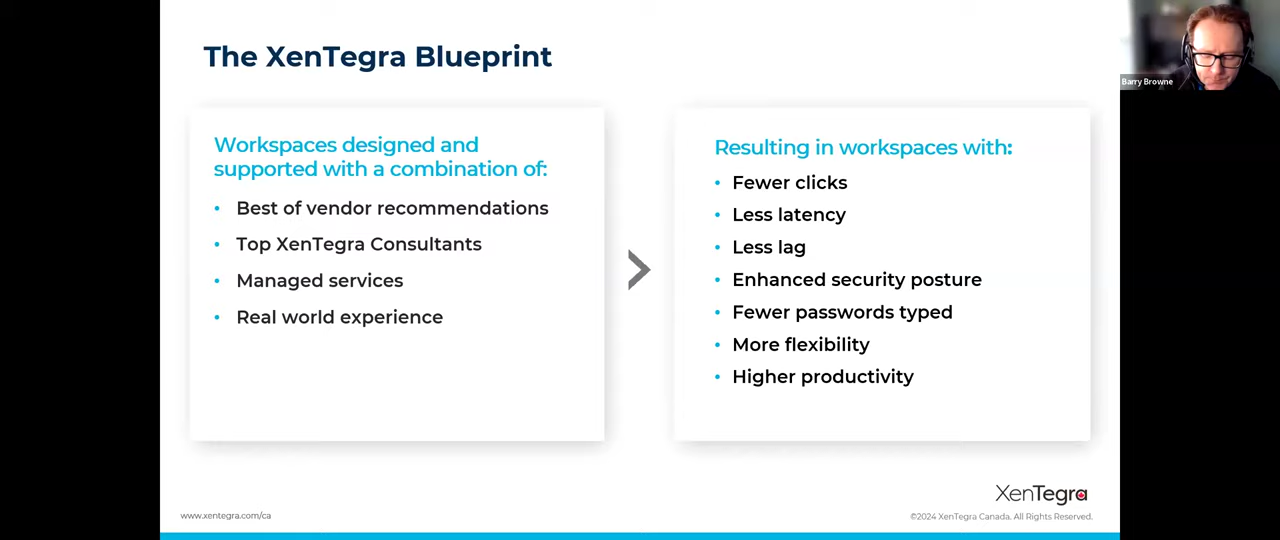 The XenTegra Blueprint
Barry Browne
Workspaces designed and
supported with a combination of:
• Best of vendor recommendations
• Top XenTegra Consultants
• Managed services
• Real world experience
Resulting in workspaces with:
• Fewer clicks
• Less latency
• Less lag
• Enhanced security posture
• Fewer passwords typed
• More flexibility
• Higher productivity
XenTegra
www.xentegra.com/ca
©2024 XenTegra Canada. All Rights Reserved.